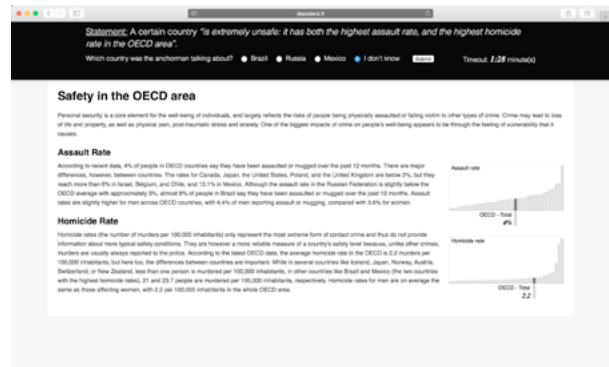 Statement: A certain country "is extremely unsafe: it has both the highest assault rate, and the highest homicide
rate in the OECD area".
Which country was the anchorman talking about? Brazil Russia Mexico I don't know Submit Timeout: 1:28 minute(s)
Safety in the OECD area
Personal security is a core element for the well-being of individuals, and largely reflects the risks of people being physically assaulted or falling victim to other types of crime. Crime may lead to loss
of life and property, as well as physical pain, post-traumatic stress and anxiety. One of the biggest impacts of crime on people's well-being appears to be through the feeling of vulnerability that it
causes.
Assault Rate
According to recent data, 4% of people in OECD countries say they have been assaulted or mugged over the past 12 months. There are major
differences, however, between countries. The rates for Canada, Japan, the United States, Poland, and the United Kingdom are below 2%, but they
reach more than 6% in Israel, Belgium, and Chile, and 13.1% in Mexico. Although the assault rate in the Russian Federation is slightly below the
OECD average with approximately 3%, almost 8% of people in Brazil say they have been assaulted or mugged over the past 12 months. Assault
rates are slightly higher for men across OECD countries, with 4.4% of men reporting assault or mugging, compared with 3.6% for women.
Assault rate
OECD - Total
4%
Homicide Rate
Homicide rates (the number of murders per 100,000 inhabitants) only represent the most extreme form of contact crime and thus do not provide
information about more typical safety conditions. They are however a more reliable measure of a country's safety level because, unlike other crimes,
murders are usually always reported to the police. According to the latest OECD data, the average homicide rate in the OECD is 2.2 murders per
100,000 inhabitants; but here too, the differences between countries are important. While in several countries like Iceland, Japan, Norway, Austria,
Switzerland, or New Zealand, less than one person is murdered per 100,000 inhabitants, in other countries like Brazil and Mexico (the two countries
with the highest homicide rates), 21 and 23.7 people are murdered per 100,000 inhabitants, respectively. Homicide rates for men are on average the
same as those affecting women, with 2.2 per 100,000 inhabitants in the whole OECD area.
Homicide rate
OECD - Total
2.2